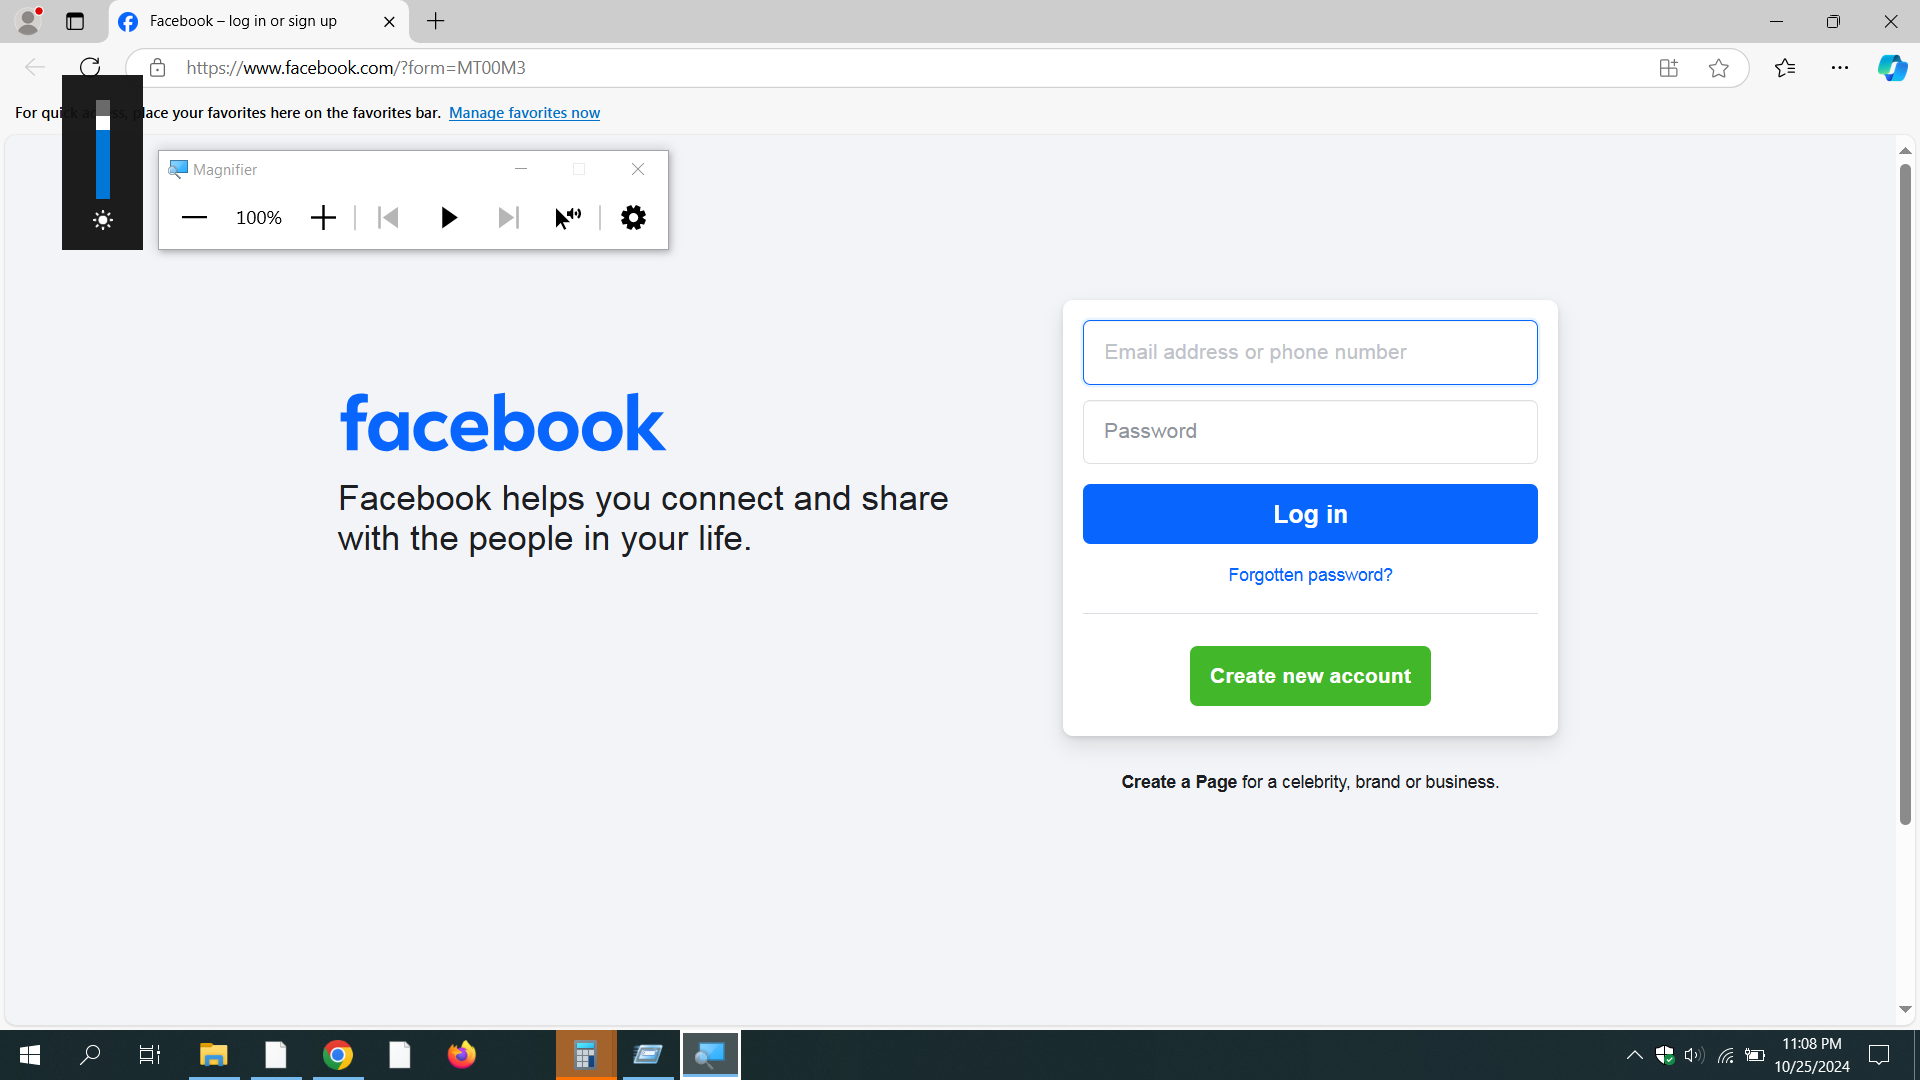 Facebook – log in or sign up
https://www.facebook.com/?form=MT00M3
For quick access, place your favorites here on the favorites bar. Manage favorites now
Magnifier
100%
facebook
Facebook helps you connect and share
with the people in your life.
Email address or phone number
Password
Log in
Forgotten password?
Create new account
Create a Page for a celebrity, brand or business.
11:08 PM
10/25/2024